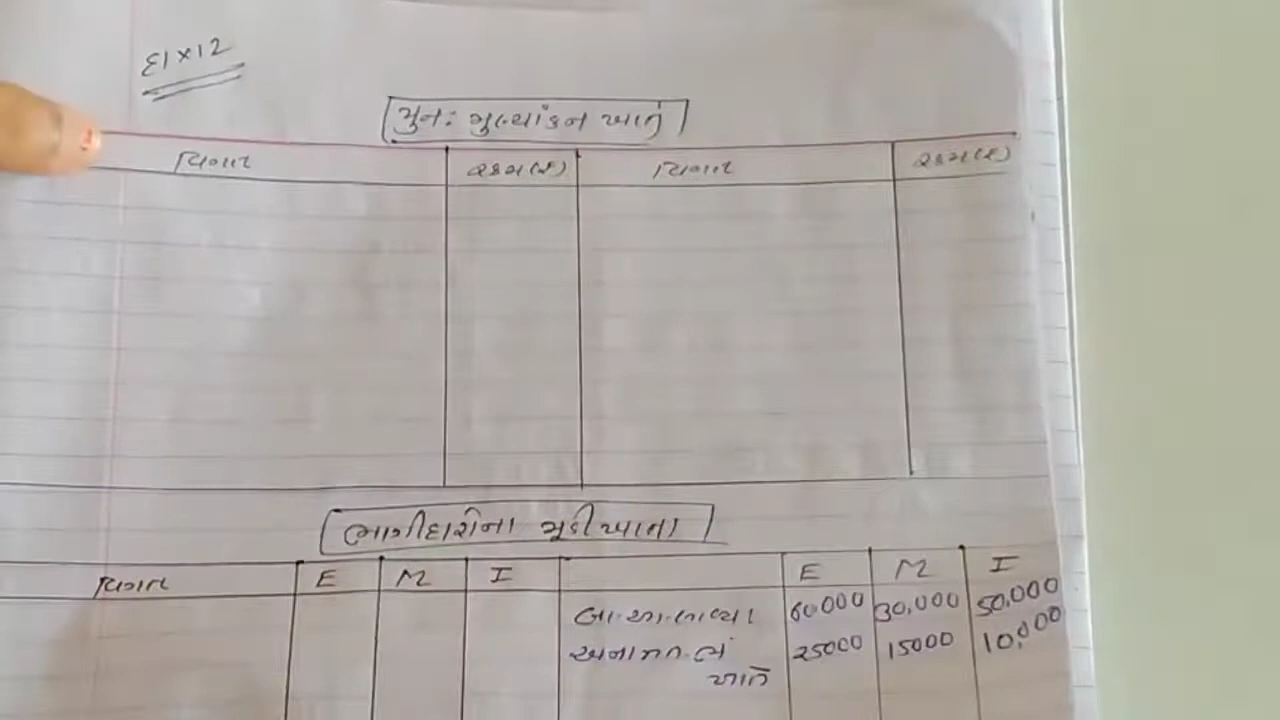 દા×12
પુનઃ મુલ્યાંકન ખાતું
વિગત રકમ(₹) વિગત રકમ(₹)
ભાગીદારોના મૂડી ખાતા
વિગત E M I E M I
બા.આ.લાવ્યા 60000 30,000 50,000
અનામત ભં 25000 15000 10,000
ખાતે